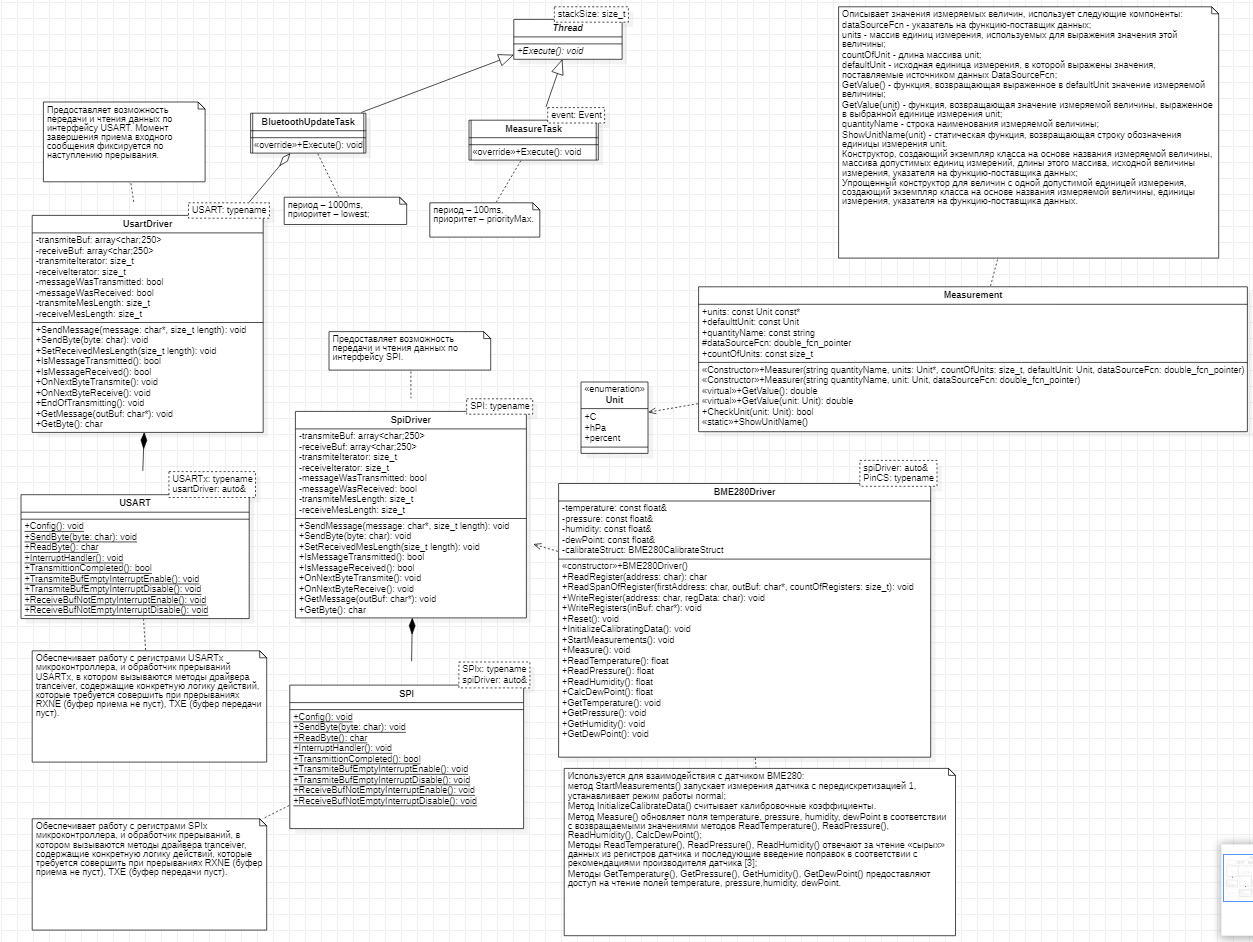 stackSize: size_t
Thread
+Execute(): void
Описывает значения измеряемых величин, использует следующие компоненты:
dataSourceFcn - указатель на функцию-поставщик данных;
units - массив единиц измерения, используемых для выражения значения этой
величины;
countOfUnit - длина массива unit;
defaultUnit - исходная единица измерения, в которой выражены значения,
поставляемые источником данных DataSourceFcn;
GetValue() - функция, возвращающая выраженное в defaultUnit значение измеряемой
величины;
GetValue(unit) - функция, возвращающая значение измеряемой величины, выраженное
в выбранной единице измерения unit;
quantityName - строка наименования измеряемой величины;
ShowUnitName(unit) - статическая функция, возвращающая строку обозначения
единицы измерения unit.
Конструктор, создающий экземпляр класса на основе названия измеряемой величины,
массива допустимых единиц измерений, длины этого массива, исходной величины
измерения, указателя на функцию-поставщика данных;
Упрощенный конструктор для величин с одной допустимой единицей измерения,
создающий экземпляр класса на основе названия измеряемой величины, единицы
измерения, указателя на функцию-поставщика данных.
Предоставляет возможность
передачи и чтения данных по
интерфейсу USART. Момент
завершения приема входного
сообщения фиксируется по
наступлению прерывания.
BluetoothUpdateTask
«override»+Execute(): void
event: Event
MeasureTask
«override»+Execute(): void
период – 1000ms,
приоритет – lowest;
период – 100ms,
приоритет – priorityMax.
USART: typename
UsartDriver
-transmiteBuf: array<char;250>
-receiveBuf: array<char;250>
-transmiteIterator: size_t
-receiveIterator: size_t
-messageWasTransmitted: bool
-messageWasReceived: bool
-transmiteMesLength: size_t
-receiveMesLength: size_t
+SendMessage(message: char*, size_t length): void
+SendByte(byte: char): void
+SetReceivedMesLength(size_t length): void
+IsMessageTransmitted(): bool
+IsMessageReceived(): bool
+OnNextByteTransmite(): void
+OnNextByteReceive(): void
+EndOfTransmitting(): void
+GetMessage(outBuf: char*): void
+GetByte(): char
Measurement
+units: const Unit const*
+defaulttUnit: const Unit
+quantityName: const string
#dataSourceFcn: double_fcn_pointer
+countOfUnits: const size_t
«Constructor»+Measurer(string quantityName, units: Unit*, countOfUnits: size_t, defaultUnit: Unit, dataSourceFcn: double_fcn_pointer)
«Constructor»+Measurer(string quantityName, unit: Unit, dataSourceFcn: double_fcn_pointer)
«virtual»+GetValue(): double
«virtual»+GetValue(unit: Unit): double
+CheckUnit(unit: Unit): bool
«static»+ShowUnitName()
Предоставляет возможность
передачи и чтения данных по
интерфейсу SPI.
«enumeration»
Unit
+C
+hPa
+percent
SPI: typename
SpiDriver
-transmiteBuf: array<char;250>
-receiveBuf: array<char;250>
-transmiteIterator: size_t
-receiveIterator: size_t
-messageWasTransmitted: bool
-messageWasReceived: bool
-transmiteMesLength: size_t
-receiveMesLength: size_t
+SendMessage(message: char*, size_t length): void
+SendByte(byte: char): void
+SetReceivedMesLength(size_t length): void
+IsMessageTransmitted(): bool
+IsMessageReceived(): bool
+OnNextByteTransmite(): void
+OnNextByteReceive(): void
+GetMessage(outBuf: char*): void
+GetByte(): char
USARTx: typename
usartDriver: auto&
USART
+Config(): void
+SendByte(byte: char): void
+ReadByte(): char
+InterruptHandler(): void
+TransmittionCompleted(): bool
+TransmiteBufEmptyInterruptEnable(): void
+TransmiteBufEmptyInterruptDisable(): void
+ReceiveBufNotEmptyInterruptEnable(): void
+ReceiveBufNotEmptyInterruptDisable(): void
spiDriver: auto&
PinCS: typename
BME280Driver
-temperature: const float&
-pressure: const float&
-humidity: const float&
-dewPoint: const float&
-calibrateStruct: BME280CalibrateStruct
«constructor»+BME280Driver()
+ReadRegister(address: char): char
+ReadSpanOfRegister(firstAddress: char, outBuf: char*, countOfRegisters: size_t): void
+WriteRegister(address: char, regData: char): void
+WriteRegisters(inBuf: char*): void
+Reset(): void
+InitializeCalibratingData(): void
+StartMeasurements(): void
+Measure(): void
+ReadTemperature(): float
+ReadPressure(): float
+ReadHumidity(): float
+CalcDewPoint(): float
+GetTemperature(): void
+GetPressure(): void
+GetHumidity(): void
+GetDewPoint(): void
Обеспечивает работу с регистрами USARTx
микроконтроллера, и обработчик прерываний
USARTx, в котором вызываются методы драйвера
tranceiver, содержащие конкретную логику действий,
которые требуется совершить при прерываниях
RXNE (буфер приема не пуст), TXE (буфер передачи
пуст).
SPIx: typename
spiDriver: auto&
SPI
+Config(): void
+SendByte(byte: char): void
+ReadByte(): char
+InterruptHandler(): void
+TransmittionCompleted(): bool
+TransmiteBufEmptyInterruptEnable(): void
+TransmiteBufEmptyInterruptDisable(): void
+ReceiveBufNotEmptyInterruptEnable(): void
+ReceiveBufNotEmptyInterruptDisable(): void
Обеспечивает работу с регистрами SPIx
микроконтроллера, и обработчик прерываний, в
котором вызываются методы драйвера tranceiver,
содержащие конкретную логику действий, которые
требуется совершить при прерываниях RXNE (буфер
приема не пуст), TXE (буфер передачи пуст).
Используется для взаимодействия с датчиком BME280:
метод StartMeasurements() запускает измерения датчика с передискретизацией 1,
устанавливает режим работы normal;
Метод InitializeCalibrateData() считывает калибровочные коэффициенты.
Метод Measure() обновляет поля temperature, pressure, humidity, dewPoint в соответствии
с возвращаемыми значениями методов ReadTemperature(), ReadPressure(),
ReadHumidity(), CalcDewPoint();
Методы ReadTemperature(), ReadPressure(), ReadHumidity() отвечают за чтение «сырых»
данных из регистров датчика и последующие введение поправок в соответствии с
рекомендациями производителя датчика [3];
Методы GetTemperature(), GetPressure(), GetHumidity(), GetDewPoint() предоставляют
доступ на чтение полей temperature, pressure,humidity, dewPoint.